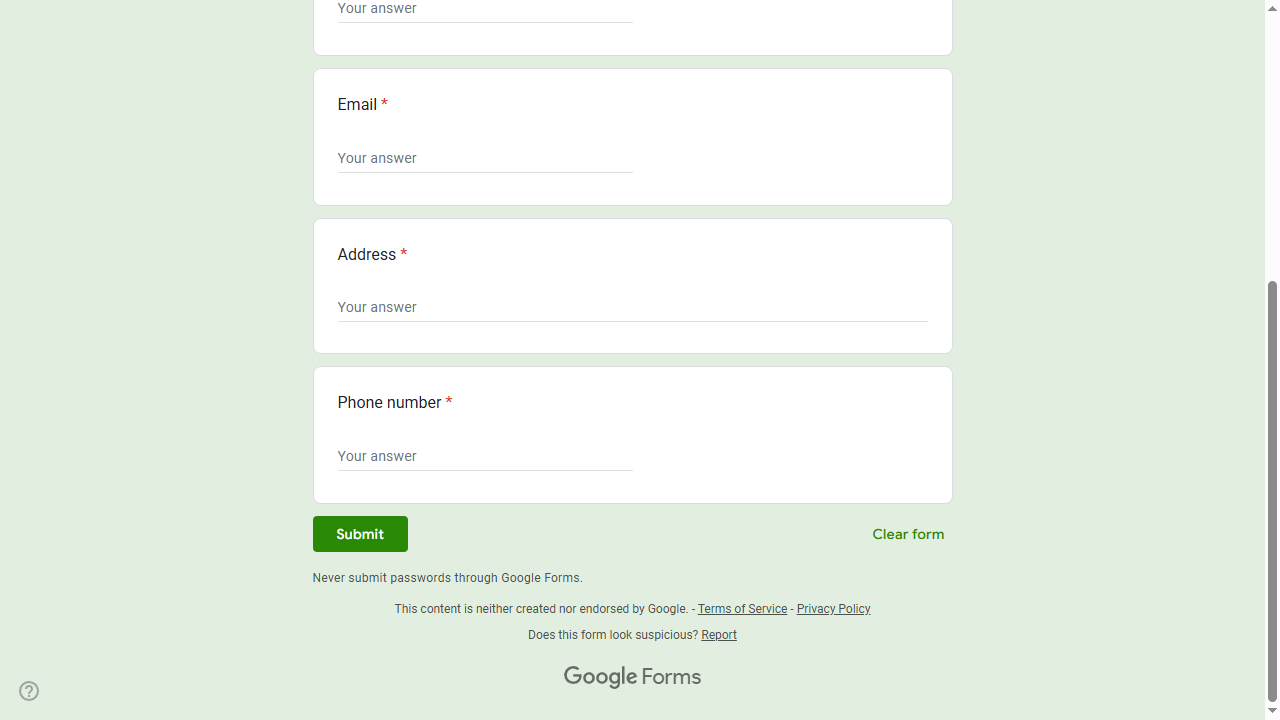 Your answer
Email *
Your answer
Address *
Your answer
Phone number *
Your answer
Submit
Clear form
Never submit passwords through Google Forms.
This content is neither created nor endorsed by Google. - Terms of Service - Privacy Policy
Does this form look suspicious? Report
Google Forms